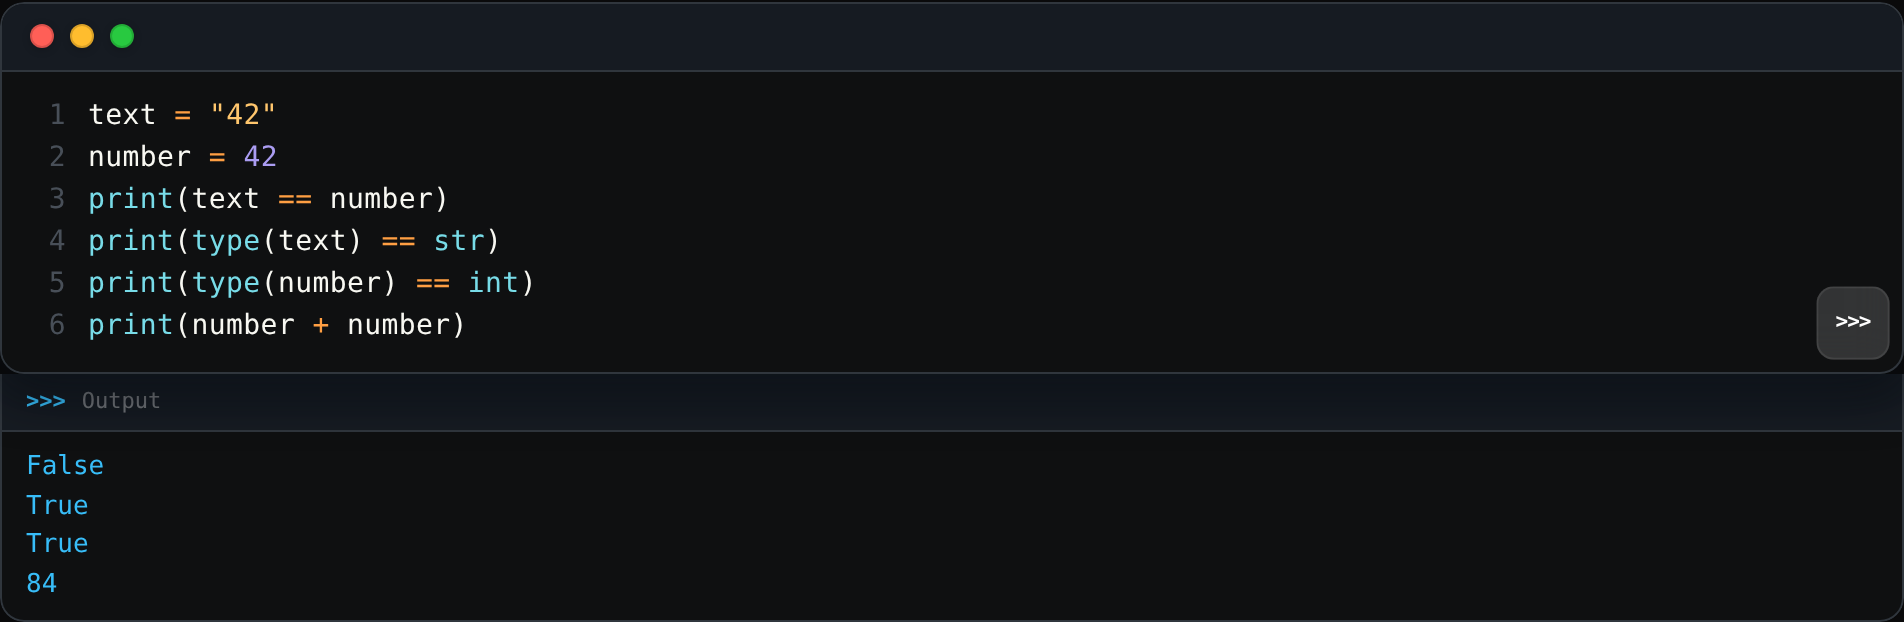 1 text = "42"
2 number = 42
3 print(text == number)
4 print(type(text) == str)
5 print(type(number) == int)
6 print(number + number)
>>>
>>> Output
False
True
True
84